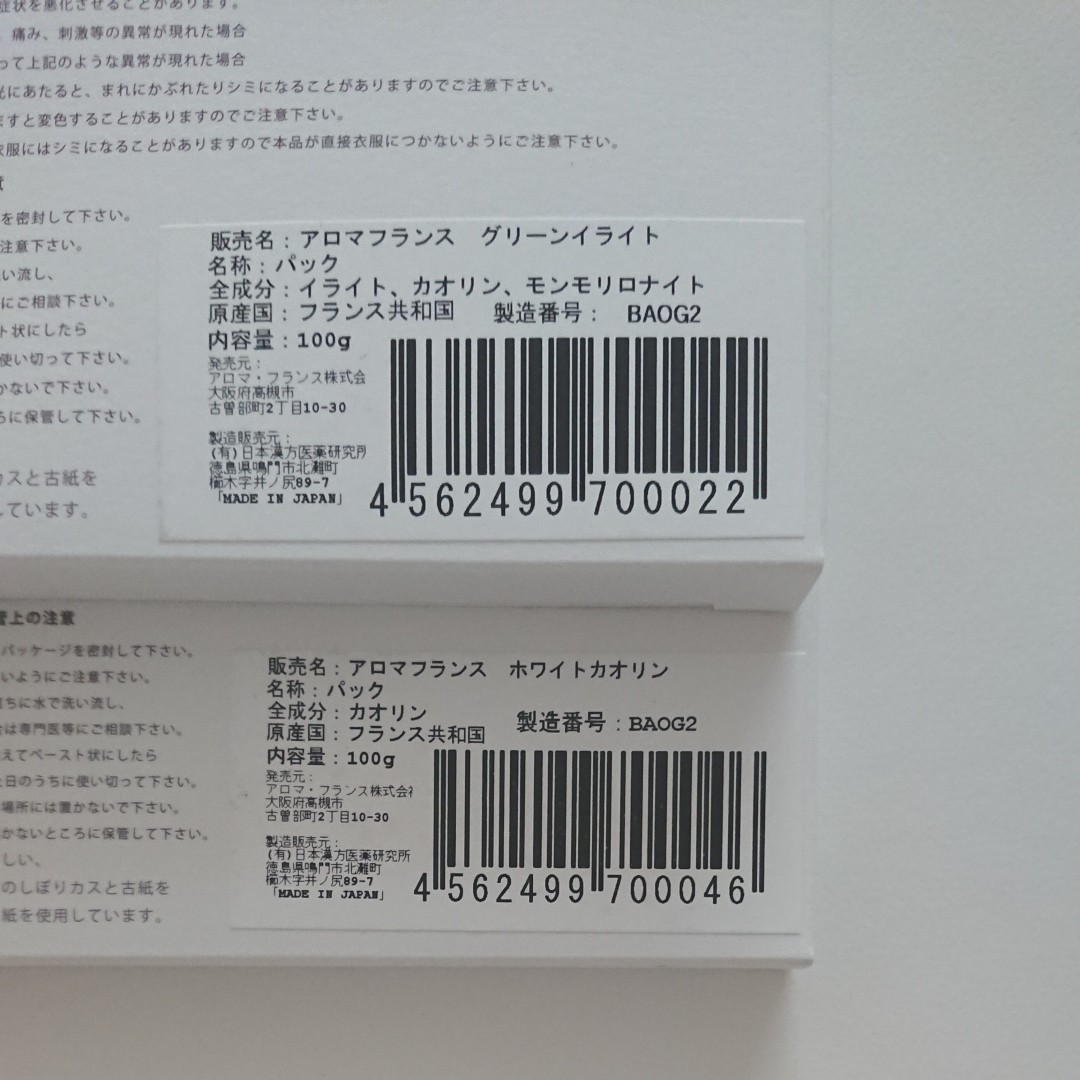 症状を悪化させることがあります。
、痛み、刺激等の異常が現れた場合
って上記のような異常が現れた場合
光にあたると、まれにかぶれたりシミになることがありますのでご注意下さい。
ますと変色することがありますのでご注意下さい。
衣服にはシミになることがありますので本品が直接衣服につかないようにご注意下さい。
意
を密封して下さい。
注意下さい。
い流し、
にご相談下さい。
ト状にしたら
使い切って下さい。
かないで下さい。
ろに保管して下さい。
カスと古紙を
しています。
販売名：アロマフランス　グリーンイライト
名称：パック
全成分：イライト、カオリン、モンモリロナイト
原産国：フランス共和国　製造番号：　BAOG2
内容量：100g
発売元：
アロマ・フランス株式会
大阪府高槻市
古曽部町2丁目10-30
製造販売元：
(有)日本漢方医薬研究所
徳島県鳴門市北灘町
櫛木字井ノ尻89-7
「MADE IN JAPAN」
4 562499 700022
管上の注意
パッケージを密封して下さい。
いようにご注意下さい。
直ちに水で洗い流し、
合は専門医等にご相談下さい。
えてペースト状にしたら
た日のうちに使い切って下さい。
場所には置かないで下さい。
かないところに保管して下さい。
しい、
のしぼりカスと古紙を
紙を使用しています。
販売名：アロマフランス　ホワイトカオリン
名称：パック
全成分：カオリン
原産国：フランス共和国　製造番号：BAOG2
内容量：100g
発売元：
アロマ・フランス株式会社
大阪府高槻市
古曽部町2丁目10-30
製造販売元：
(有)日本漢方医薬研究所
徳島県鳴門市北灘町
櫛木字井ノ尻89-7
「MADE IN JAPAN」
4 562499 700046